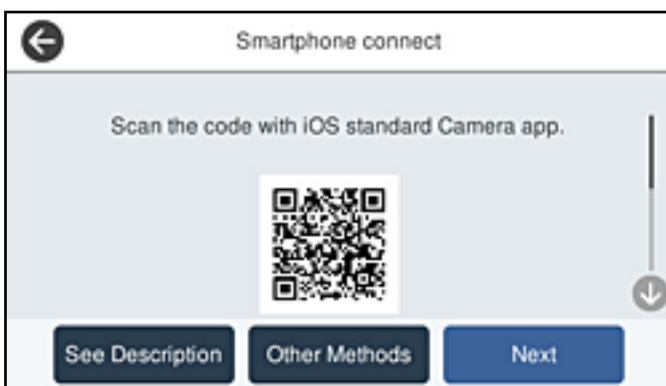 Smartphone connect
Scan the code with iOS standard Camera app.
See Description
Other Methods
Next